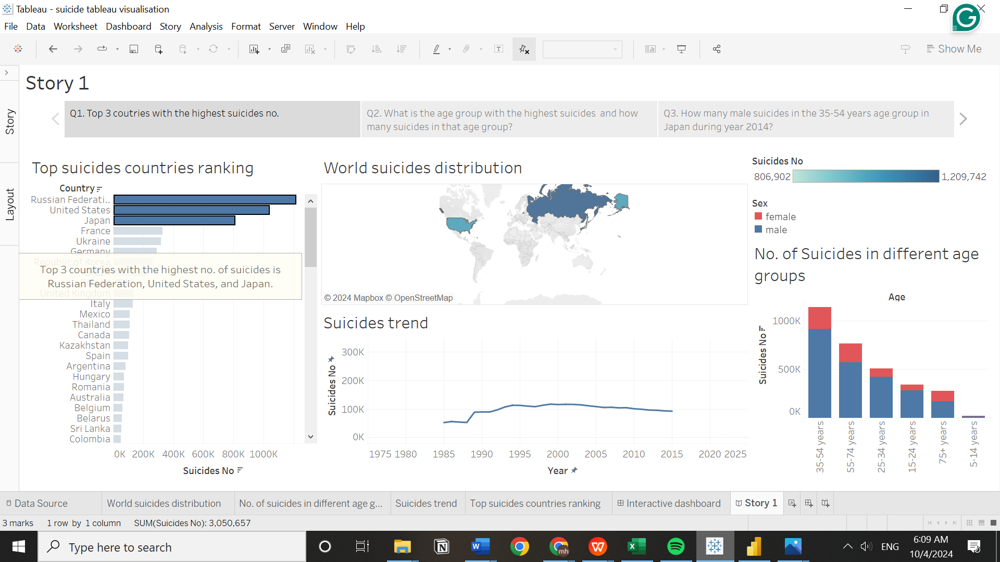 Tableau - suicide tableau visualisation
File Data Worksheet Dashboard Story Analysis Format Server Window Help
Show Me
Story
Layout
Story 1
Q1. Top 3 coutries with the highest suicides no.
Q2. What is the age group with the highest suicides and how
many suicides in that age group?
Q3. How many male suicides in the 35-54 years age group in
Japan during year 2014?
Top suicides countries ranking
Country
Russian Federati..
United States
Japan
France
Ukraine
Germany
Republic of Korea
Top 3 countries with the highest no. of suicides is
Russian Federation, United States, and Japan.
United Kingdom
Italy
Mexico
Thailand
Canada
Kazakhstan
Spain
Argentina
Hungary
Romania
Australia
Belgium
Belarus
Sri Lanka
Colombia
0K 200K 400K 600K 800K 1000K
Suicides No
World suicides distribution
© 2024 Mapbox © OpenStreetMap
Suicides trend
Suicides No
300K
200K
100K
0K
1975 1980 1985 1990 1995 2000 2005 2010 2015 2020 2025
Year
Suicides No
806,902 1,209,742
Sex
female
male
No. of Suicides in different age
groups
Age
Suicides No
1000K
500K
0K
35-54 years
55-74 years
25-34 years
15-24 years
75+ years
5-14 years
Data Source World suicides distribution No. of suicides in different age g... Suicides trend Top suicides countries ranking Interactive dashboard Story 1
3 marks 1 row by 1 column SUM(Suicides No): 3,050,657
Type here to search
mh
ENG
6:09 AM
10/4/2024